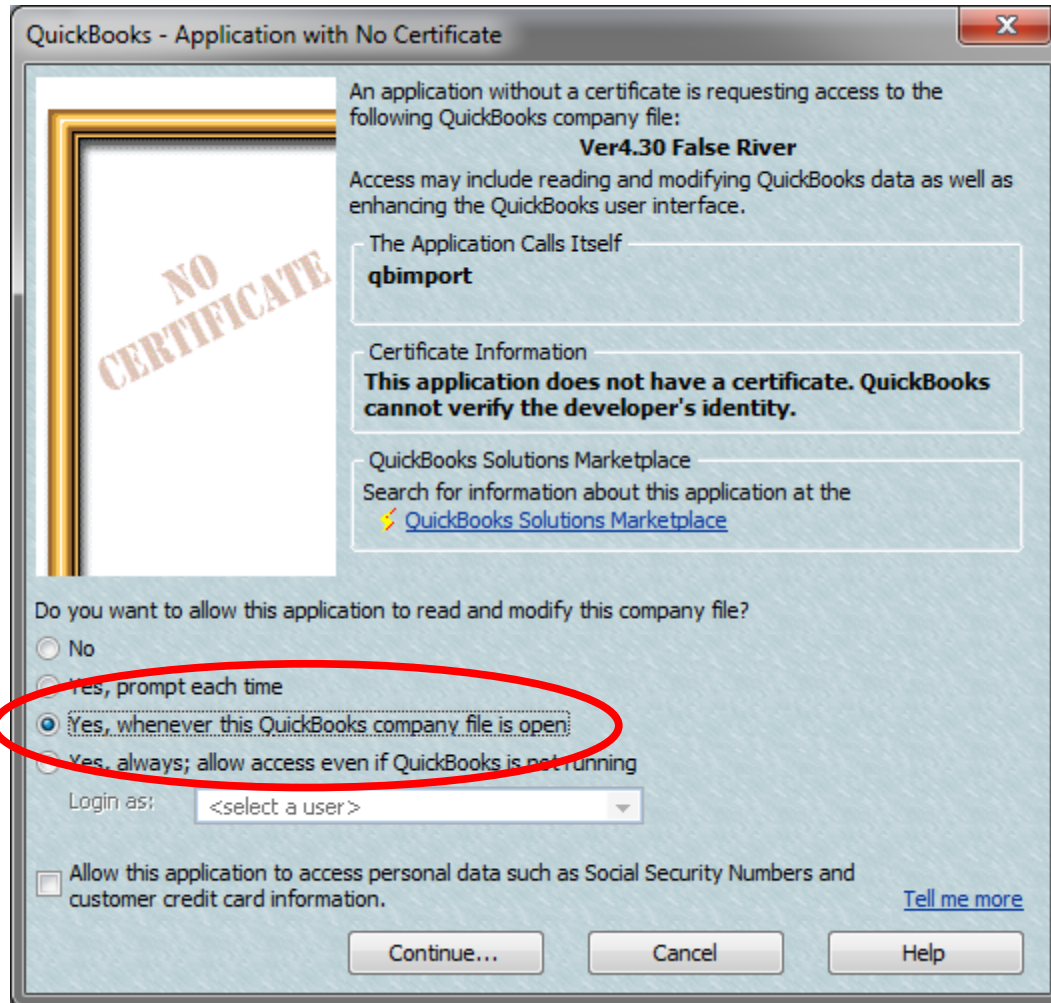 QuickBooks - Application with No Certificate
An application without a certificate is requesting access to the
following QuickBooks company file:
Ver4.30 False River
Access may include reading and modifying QuickBooks data as well as
enhancing the QuickBooks user interface.
The Application Calls Itself
qbimport
NO
CERTIFICATE
Certificate Information
This application does not have a certificate. QuickBooks
cannot verify the developer's identity.
QuickBooks Solutions Marketplace
Search for information about this application at the
QuickBooks Solutions Marketplace
Do you want to allow this application to read and modify this company file?
No
Yes, prompt each time
Yes, whenever this QuickBooks company file is open
Yes, always; allow access even if QuickBooks is not running
Login as: <select a user>
Allow this application to access personal data such as Social Security Numbers and
customer credit card information.
Tell me more
Continue... Cancel Help